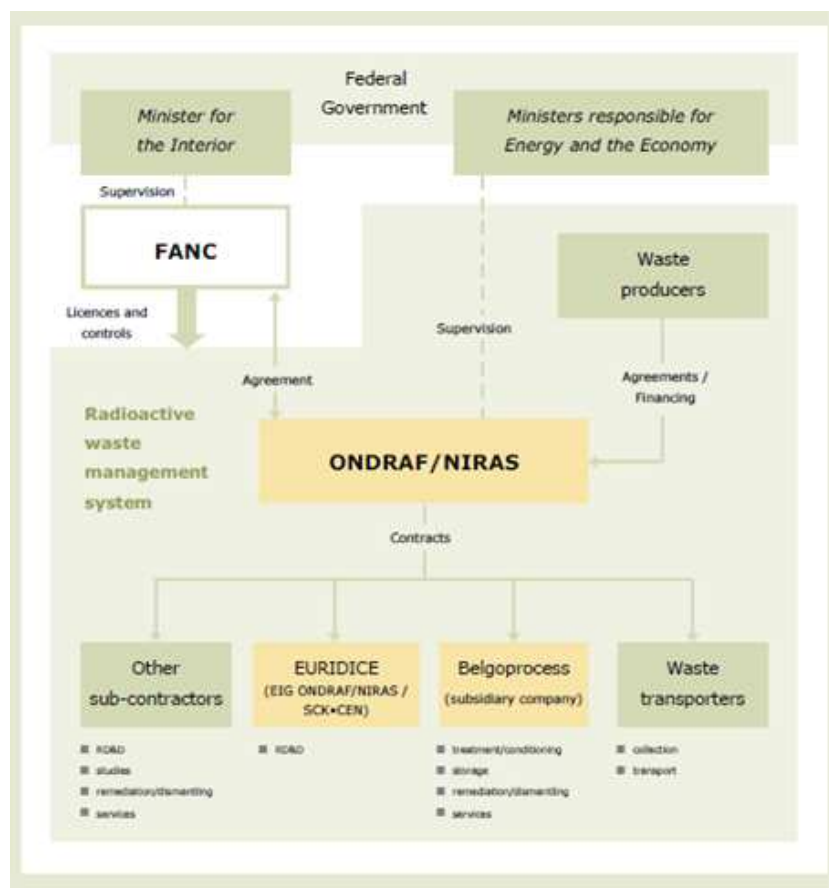 Federal
Government
Minister for
the Interior
Ministers responsible for
Energy and the Economy
Supervision
FANC
Waste
producers
Licences and
controls
Supervision
Agreement
Agreements /
Financing
Radioactive
waste
management
system
ONDRAF/NIRAS
Contracts
Other
sub-contractors
EURIDICE
(EIG ONDRAF/NIRAS /
SCK•CEN)
Belgoprocess
(subsidiary company)
Waste
transporters
RD&D
studies
remediation/dismantling
services
RD&D
treatment/conditioning
storage
remediation/dismantling
services
collection
transport